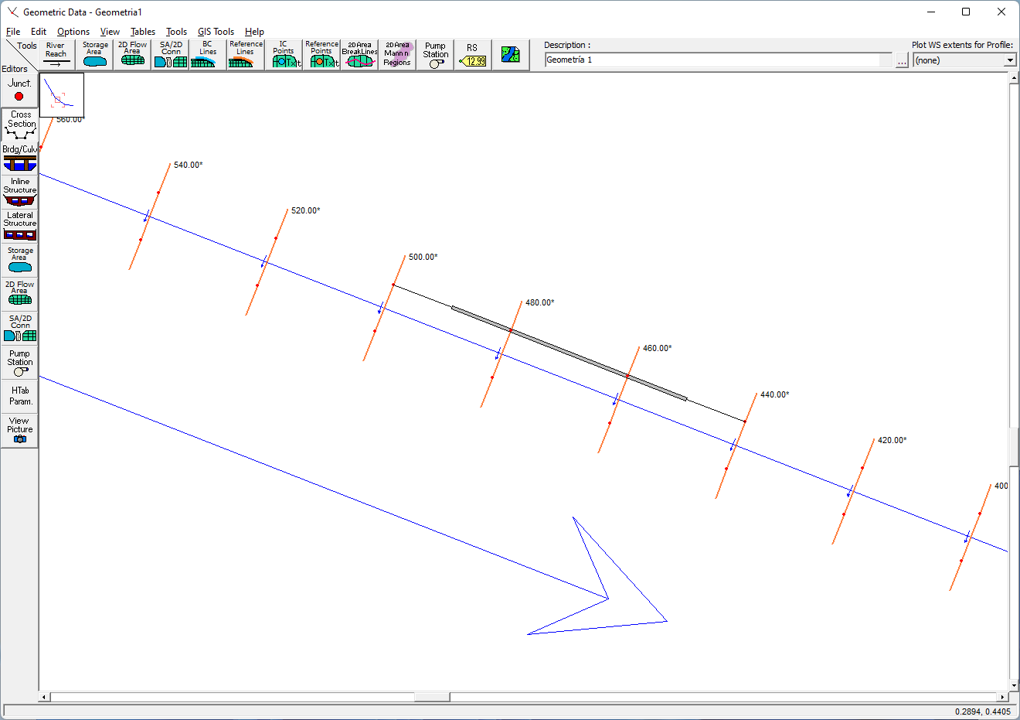 Geometric Data - Geometria1
File Edit Options View Tables Tools GIS Tools Help
Tools
Editors
River
Reach
Storage
Area
2D Flow
Area
SA/2D
Conn
BC
Lines
Reference
Lines
IC
Points
Reference
Points
2D Area
BreakLines
2D Area
Mann n
Regions
Pump
Station
RS
12.99
Description :
Geometría 1
...
Plot WS extents for Profile:
(none)
Junct.
Cross
Section
Brdg/Culv
Inline
Structure
Lateral
Structure
Storage
Area
2D Flow
Area
SA/2D
Conn
Pump
Station
HTab
Param.
View
Picture
560.00*
540.00*
520.00*
500.00*
480.00*
460.00*
440.00*
420.00*
400
0.2894, 0.4405